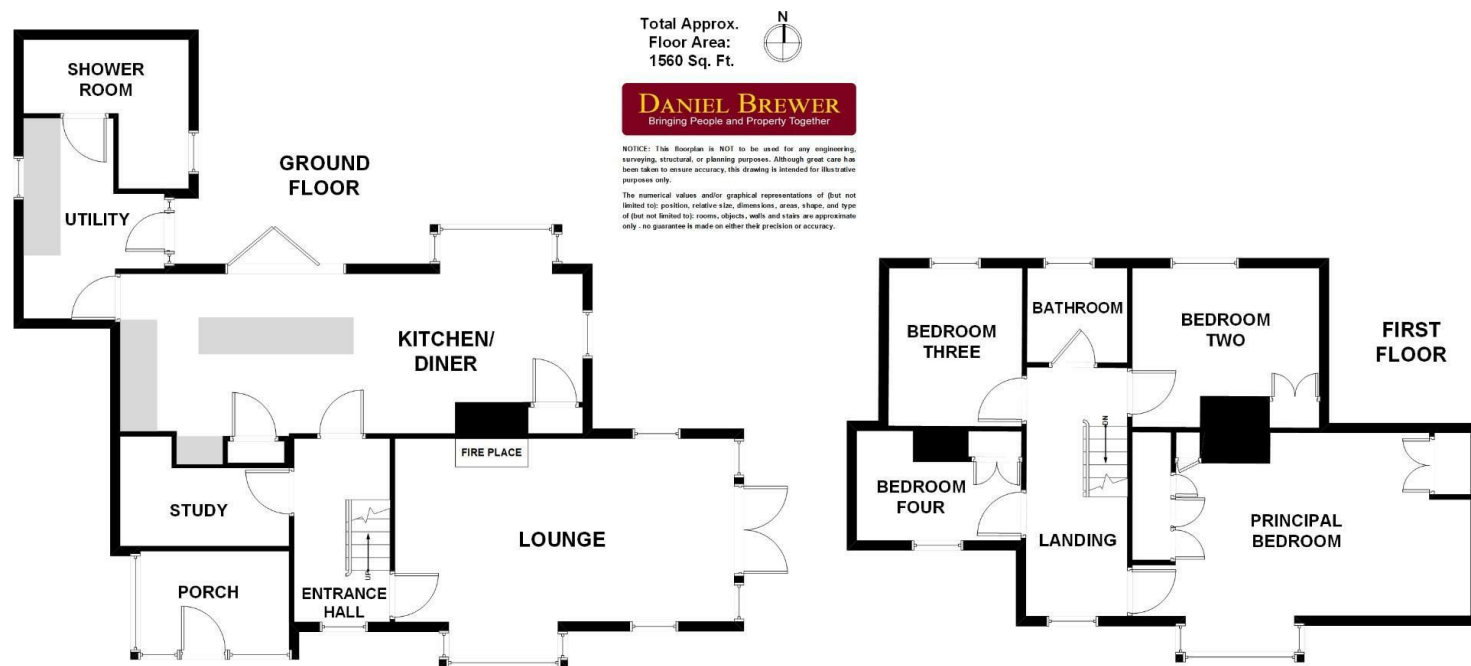 Total Approx.
Floor Area:
1560 Sq. Ft.
N
DANIEL BREWER
Bringing People and Property Together
NOTICE: This floorplan is NOT to be used for any engineering,
surveying, structural, or planning purposes. Although great care has
been taken to ensure accuracy, this drawing is intended for illustrative
purposes only.
The numerical values and/or graphical representations of (but not
limited to): position, relative size, dimensions, areas, shape, and type
of (but not limited to): rooms, objects, walls and stairs are approximate
only - no guarantee is made on either their precision or accuracy.
GROUND
FLOOR
SHOWER
ROOM
UTILITY
KITCHEN/
DINER
FIRE PLACE
STUDY
LOUNGE
UP
PORCH
ENTRANCE
HALL
FIRST
FLOOR
BEDROOM
THREE
BATHROOM
BEDROOM
TWO
DN
BEDROOM
FOUR
LANDING
PRINCIPAL
BEDROOM